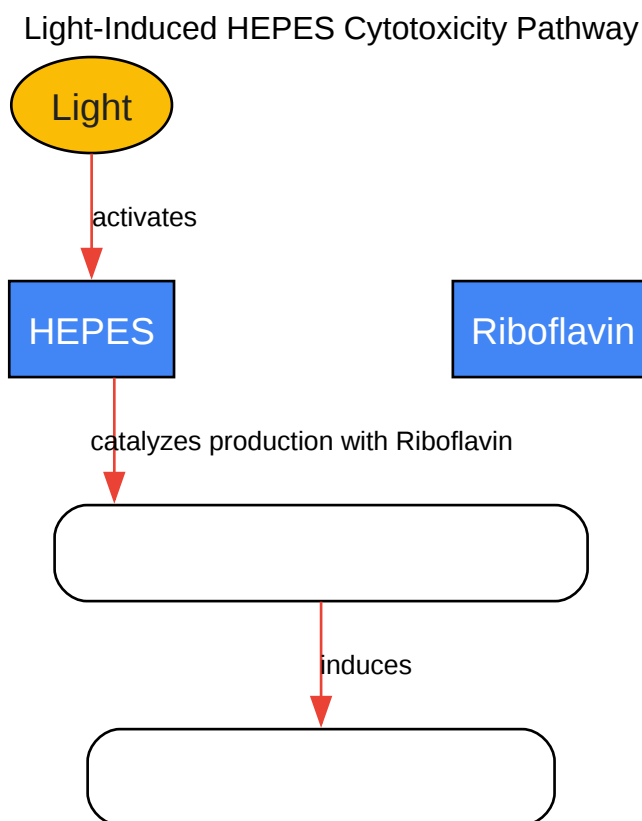 Light-Induced HEPES Cytotoxicity Pathway
Light
activates
HEPES
Riboflavin
catalyzes production with Riboflavin
induces